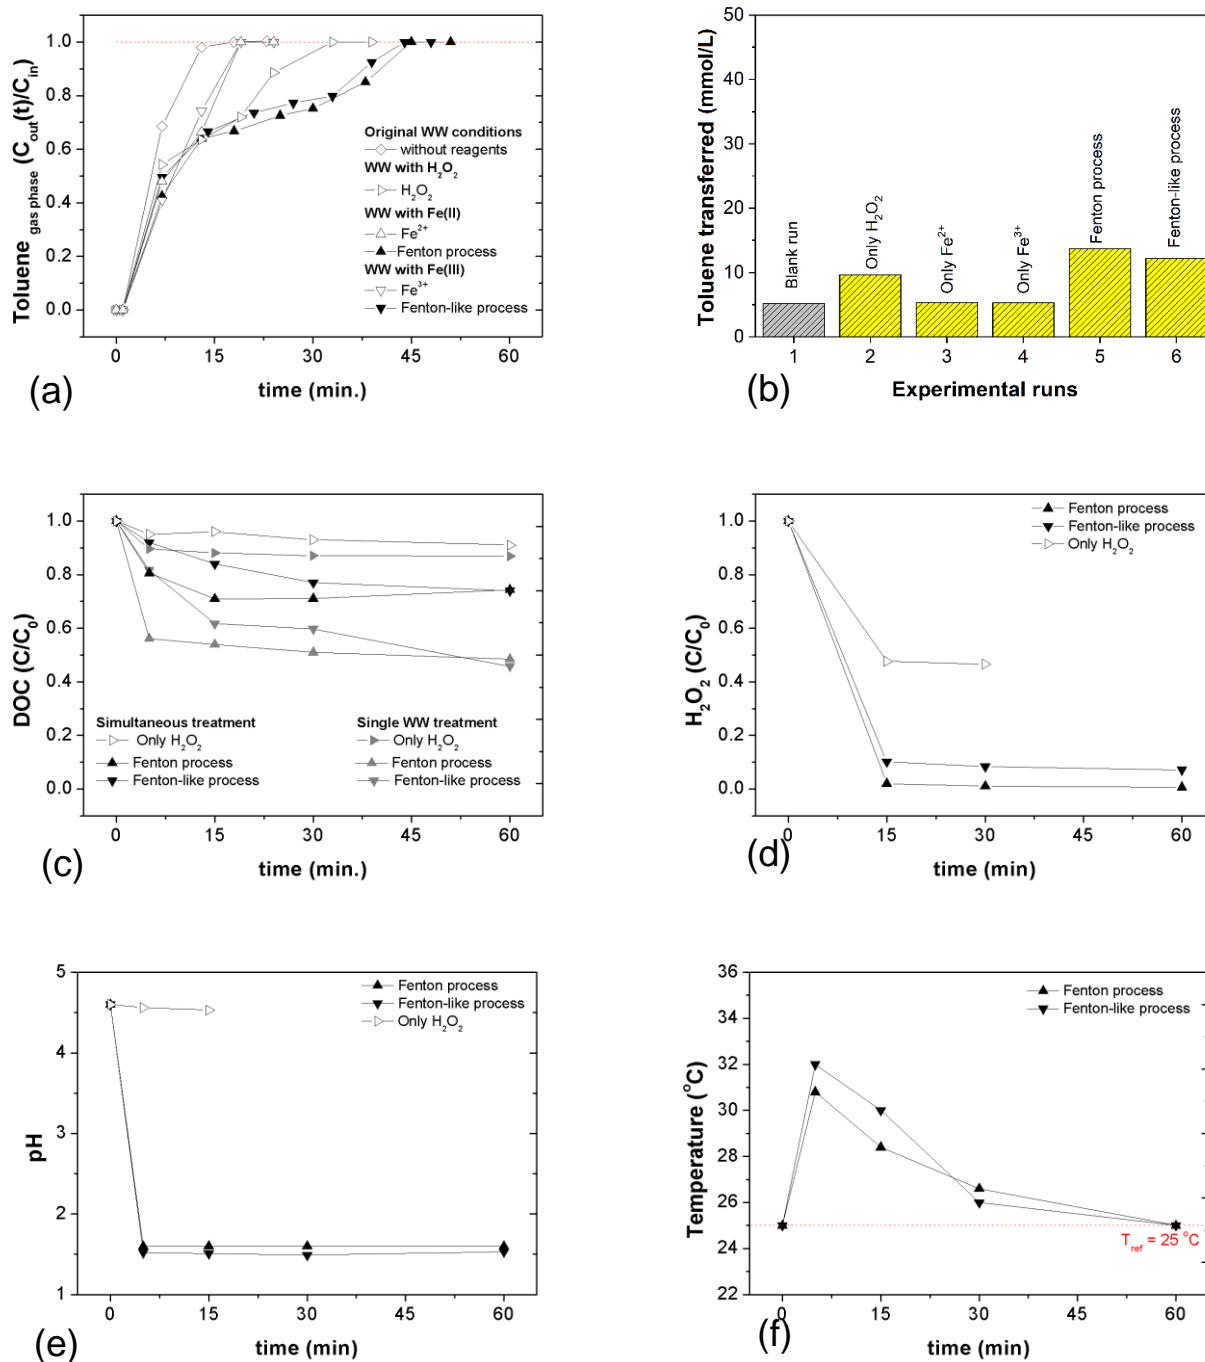 Toluene gas phase (C_out(t)/C_in)
1.0
0.8
0.6
0.4
0.2
0.0
Original WW conditions
without reagents
WW with H₂O₂
H₂O₂
WW with Fe(II)
Fe²⁺
Fenton process
WW with Fe(III)
Fe³⁺
Fenton-like process
0 15 30 45 60
time (min.)
(a)
Toluene transferred (mmol/L)
50
40
30
20
10
0
Blank run
Only H₂O₂
Only Fe²⁺
Only Fe³⁺
Fenton process
Fenton-like process
1 2 3 4 5 6
Experimental runs
(b)
DOC (C/C₀)
1.0
0.8
0.6
0.4
0.2
0.0
Simultaneous treatment
Only H₂O₂
Fenton process
Fenton-like process
Single WW treatment
Only H₂O₂
Fenton process
Fenton-like process
0 15 30 45 60
time (min.)
(c)
H₂O₂ (C/C₀)
1.0
0.8
0.6
0.4
0.2
0.0
Fenton process
Fenton-like process
Only H₂O₂
0 15 30 45 60
time (min)
(d)
pH
5
4
3
2
1
Fenton process
Fenton-like process
Only H₂O₂
0 15 30 45 60
time (min)
(e)
Temperature (°C)
36
34
32
30
28
26
24
22
Fenton process
Fenton-like process
T_ref = 25 °C
0 15 30 45 60
time (min)
(f)